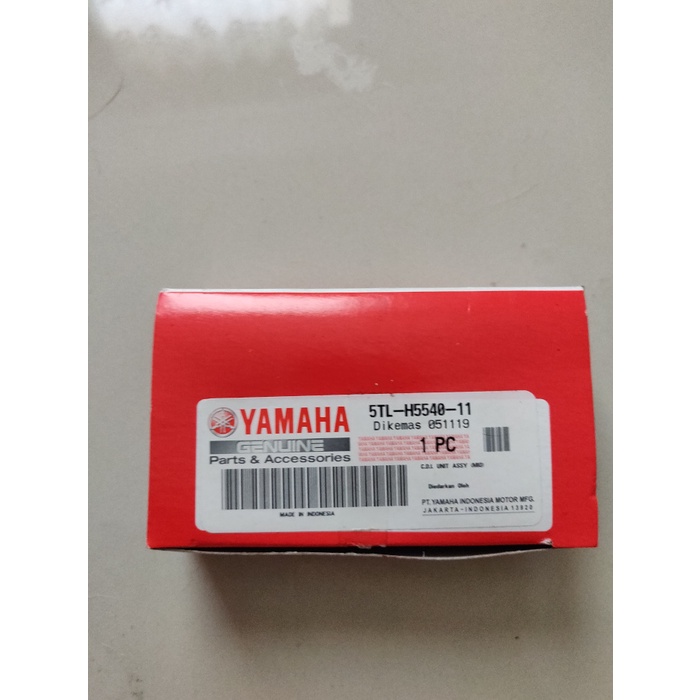 YAMAHA
GENUINE
Parts & Accessories
MADE IN INDONESIA
5TL-H5540-11
Dikemas 051119
1 PC
C.D.I. UNIT ASSY
Diedarkan Oleh
PT. YAMAHA INDONESIA MOTOR MFG.
JAKARTA-INDONESIA 13920